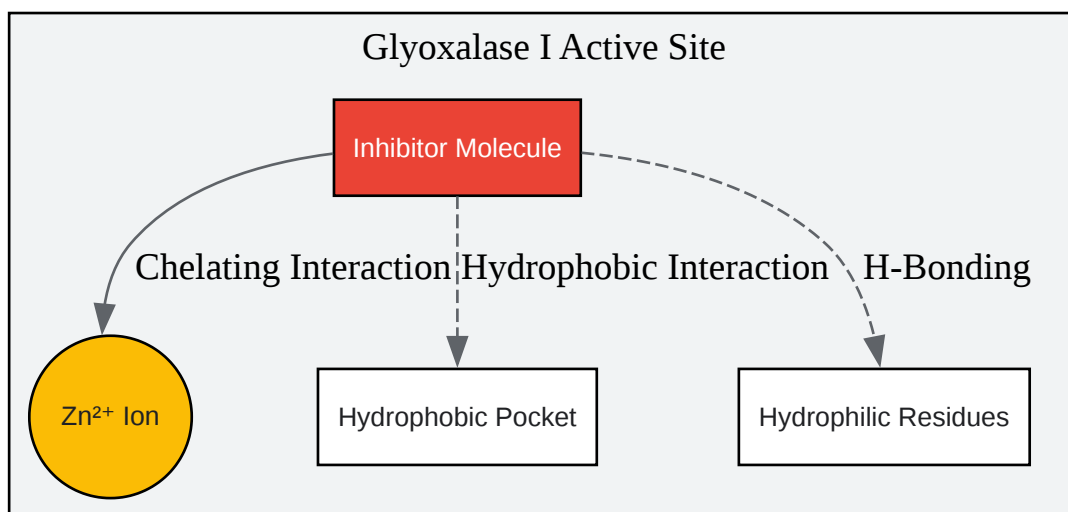 Glyoxalase I Active Site
Inhibitor Molecule
Chelating Interaction
Hydrophobic Interaction
H-Bonding
Zn²⁺ Ion
Hydrophobic Pocket
Hydrophilic Residues